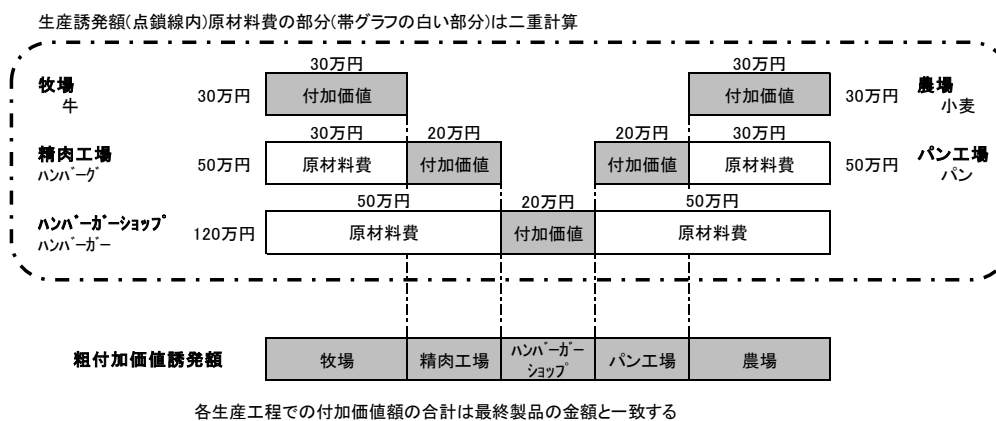 生産誘発額(点鎖線内)原材料費の部分(帯グラフの白い部分)は二重計算
30万円
30万円
牧場
牛
30万円
付加価値
付加価値
30万円
農場
小麦
30万円
20万円
20万円
30万円
精肉工場
ﾊﾝﾊﾞｰｸﾞ
50万円
原材料費
付加価値
付加価値
原材料費
50万円
パン工場
パン
50万円
20万円
50万円
ﾊﾝﾊﾞｰｶﾞｰｼｮｯﾌﾟ
ﾊﾝﾊﾞｰｶﾞｰ
120万円
原材料費
付加価値
原材料費
粗付加価値誘発額
牧場
精肉工場
ﾊﾝﾊﾞｰｶﾞｰ
ｼｮｯﾌﾟ
パン工場
農場
各生産工程での付加価値額の合計は最終製品の金額と一致する